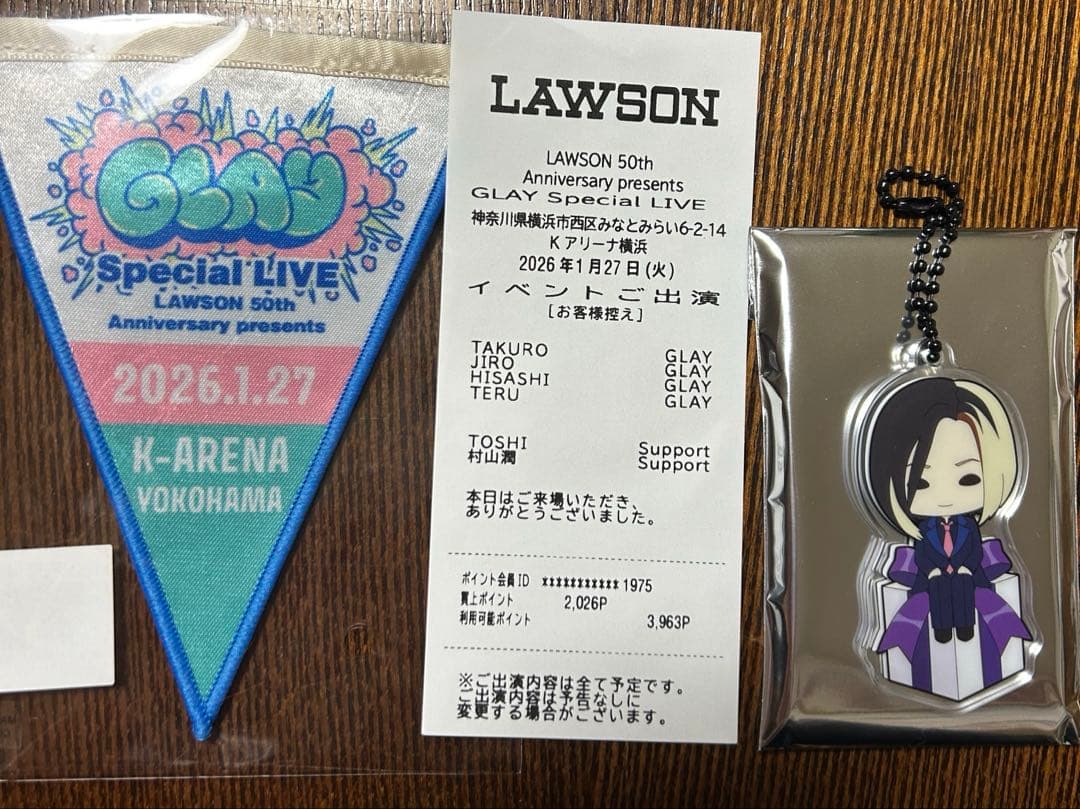 GLAY
Special LIVE
LAWSON 50th
Anniversary presents
2026.1.27
K-ARENA
YOKOHAMA
LAWSON
LAWSON 50th
Anniversary presents
GLAY Special LIVE
神奈川県横浜市西区みなとみらい6-2-14
Kアリーナ横浜
2026年1月27日(火)
イベントご出演
[お客様控え]
TAKURO GLAY
JIRO GLAY
HISASHI GLAY
TERU GLAY
TOSHI Support
村山潤 Support
本日はご来場いただき、
ありがとうございました。
ポイント会員ID ***********1975
買上ポイント 2,026P
利用可能ポイント 3,963P
※ご出演内容は全て予定です。
ご出演内容は予告なしに
変更する場合がございます。